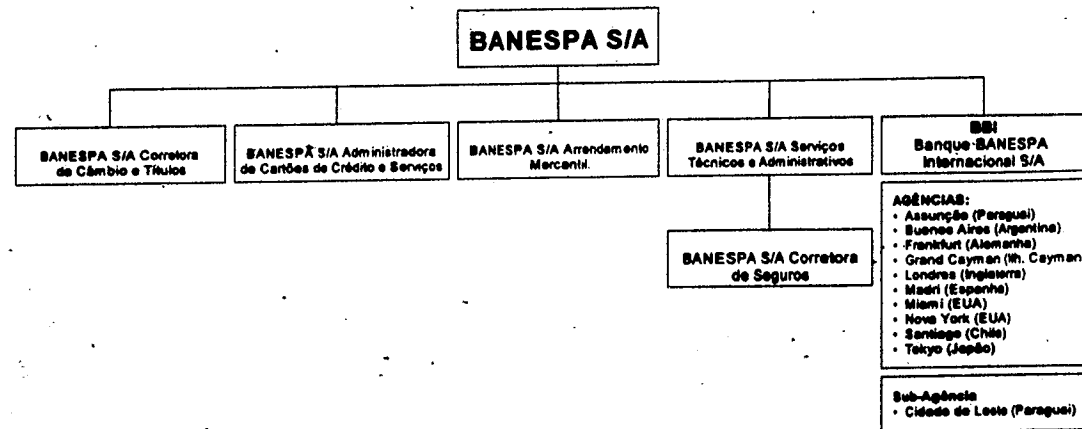 BANESPA S/A
BANESPA S/A Corretora
de Câmbio e Títulos
BANESPA S/A Administradora
de Cartões de Crédito e Serviços
BANESPA S/A Arrendamento
Mercantil.
BANESPA S/A Serviços
Técnicos e Administrativos
BBI
Banque-BANESPA
Internacional S/A
BANESPA S/A Corretora
de Seguros
AGÊNCIAS:
• Assunção (Paraguai)
• Buenos Aires (Argentina)
• Frankfurt (Alemanha)
• Grand Cayman (Ilh. Cayman
• Londres (Inglaterra)
• Madri (Espanha)
• Miami (EUA)
• Nova York (EUA)
• Santiago (Chile)
• Tokyo (Japão)
Sub-Agência
• Cidade de Leste (Paraguai)